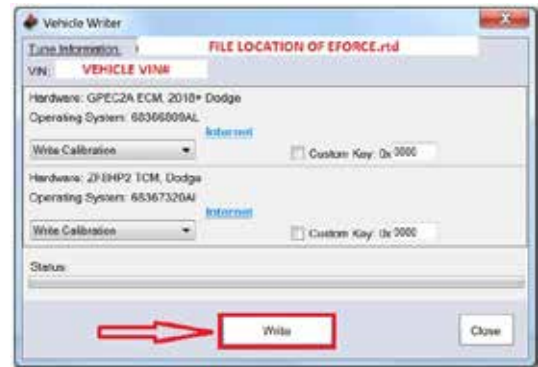 Vehicle Writer
Tune Information: FILE LOCATION OF EFORCE.rtd
VIN: VEHICLE VIN#
Hardware: GPEC2A ECM, 2018+ Dodge
Operating System: 68366809AL
Internet
Write Calibration Custom Key: 0x 0000
Hardware: ZF8HP2 TCM, Dodge
Operating System: 68367320AI
Internet
Write Calibration Custom Key: 0x 0000
Status:
Write Close